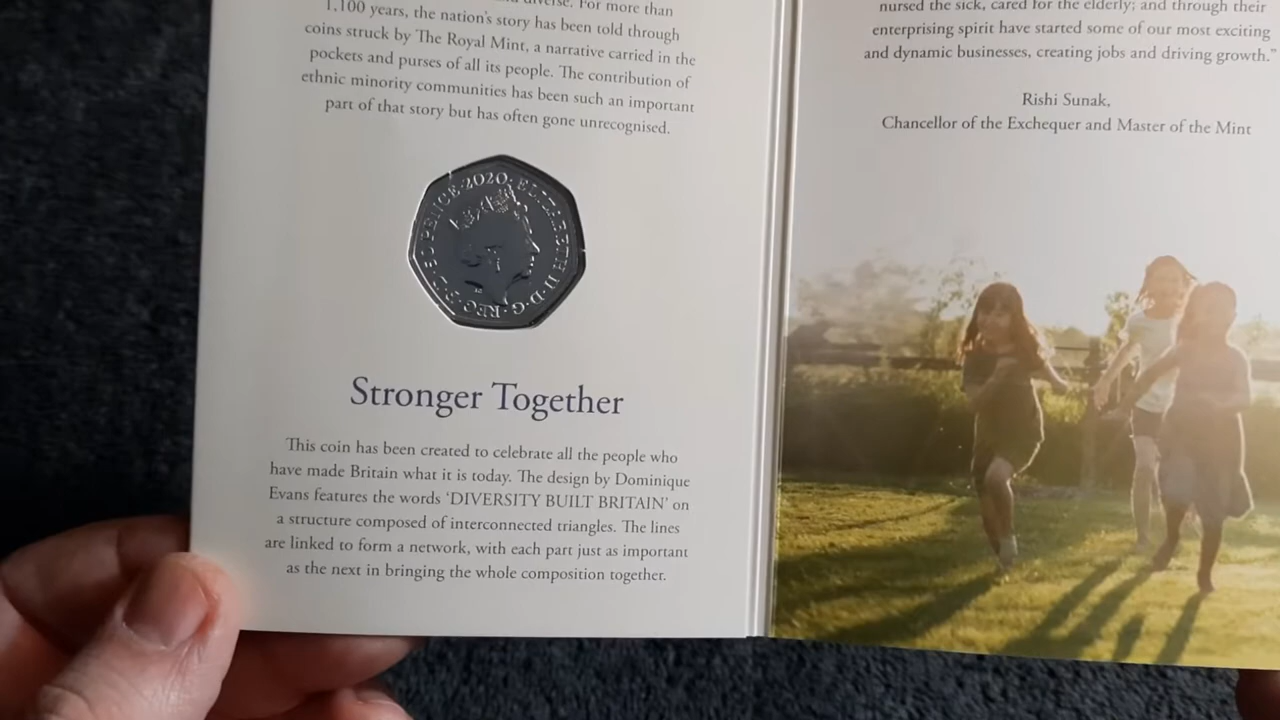 diverse. For more than
1,100 years, the nation's story has been told through
coins struck by The Royal Mint, a narrative carried in the
pockets and purses of all its people. The contribution of
ethnic minority communities has been such an important
part of that story but has often gone unrecognised.
50 PENCE·2020·ELIZABETH II·D·G·REG·F·D·
Stronger Together
This coin has been created to celebrate all the people who
have made Britain what it is today. The design by Dominique
Evans features the words ‘DIVERSITY BUILT BRITAIN’ on
a structure composed of interconnected triangles. The lines
are linked to form a network, with each part just as important
as the next in bringing the whole composition together.
nursed the sick, cared for the elderly; and through their
enterprising spirit have started some of our most exciting
and dynamic businesses, creating jobs and driving growth.”
Rishi Sunak,
Chancellor of the Exchequer and Master of the Mint